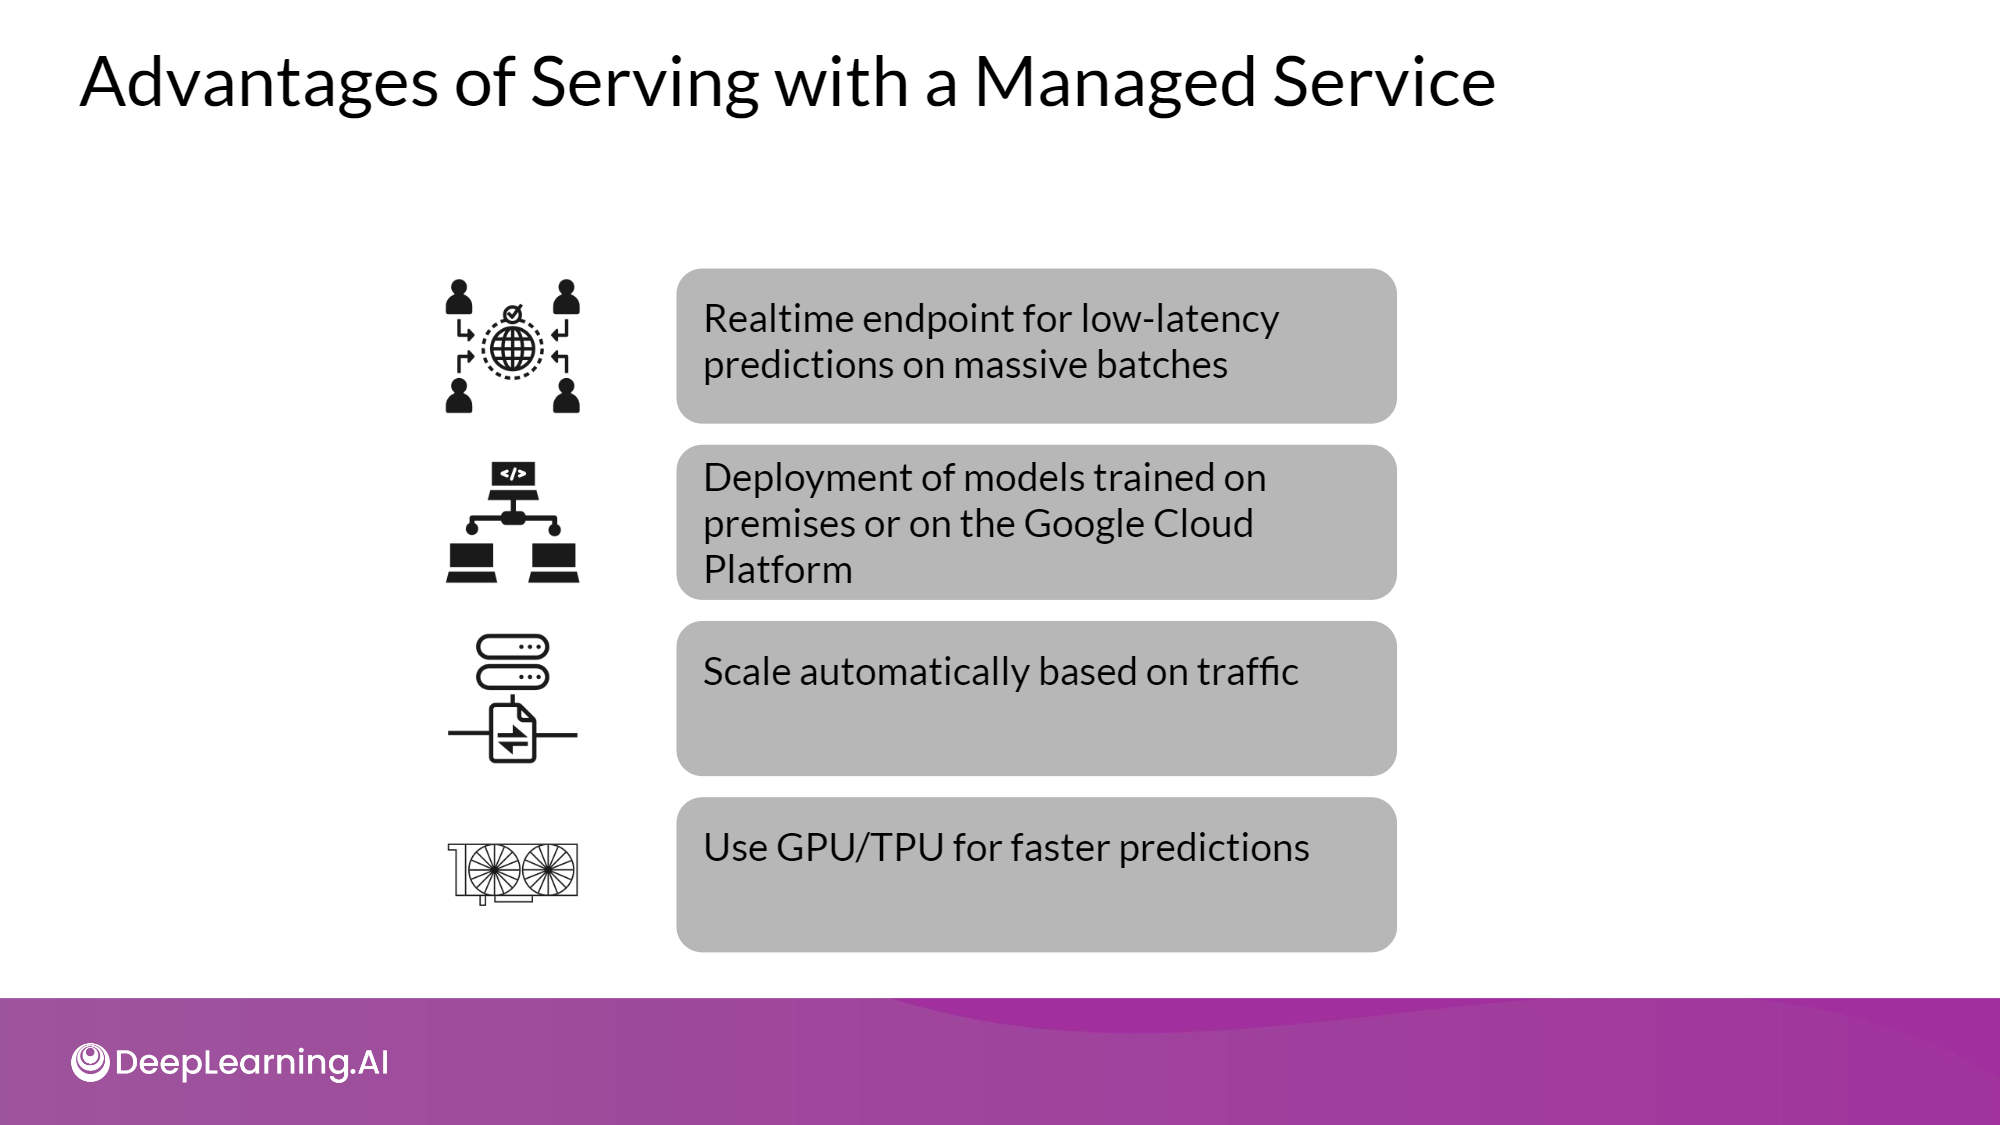 Advantages of Serving with a Managed Service
Realtime endpoint for low-latency
predictions on massive batches
</>
Deployment of models trained on
premises or on the Google Cloud
Platform
Scale automatically based on traffic
Use GPU/TPU for faster predictions
DeepLearning.AI